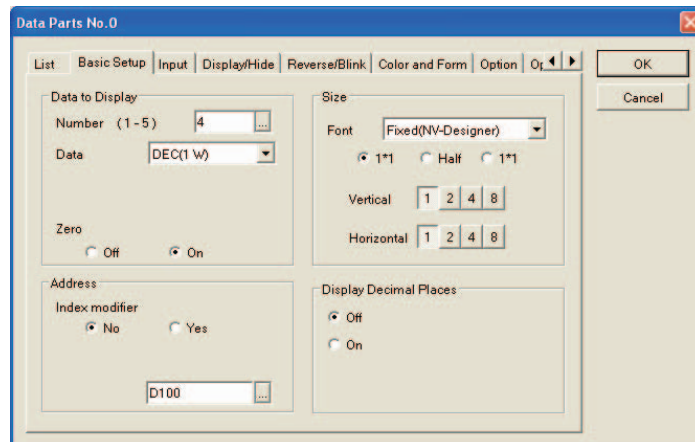 Data Parts No.0
List Basic Setup Input Display/Hide Reverse/Blink Color and Form Option
OK
Cancel
Data to Display
Number (1-5) 4 ...
Data DEC(1 W)
Zero
Off On
Size
Font Fixed(NV-Designer)
1*1 Half 1*1
Vertical 1 2 4 8
Horizontal 1 2 4 8
Address
Index modifier
No Yes
D100 ...
Display Decimal Places
Off
On